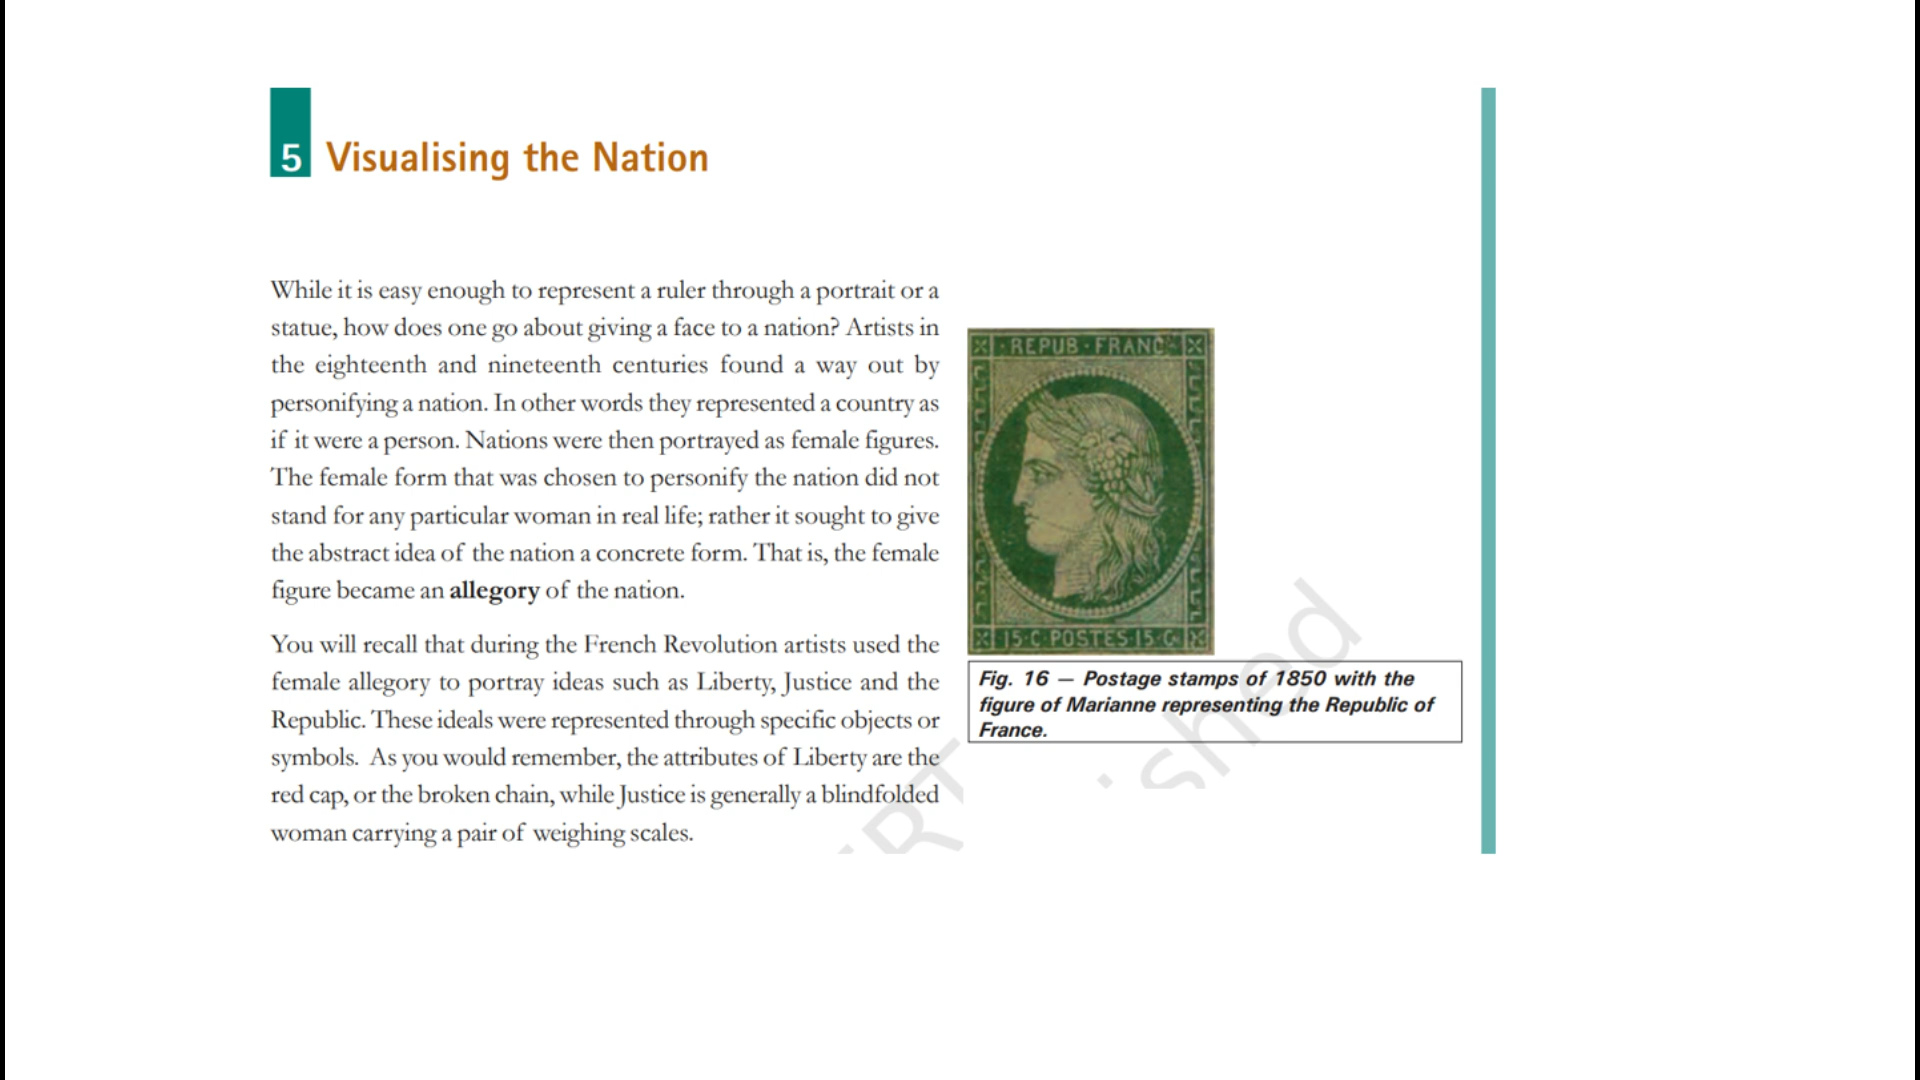 5 Visualising the Nation
While it is easy enough to represent a ruler through a portrait or a
statue, how does one go about giving a face to a nation? Artists in
the eighteenth and nineteenth centuries found a way out by
personifying a nation. In other words they represented a country as
if it were a person. Nations were then portrayed as female figures.
The female form that was chosen to personify the nation did not
stand for any particular woman in real life; rather it sought to give
the abstract idea of the nation a concrete form. That is, the female
figure became an allegory of the nation.
You will recall that during the French Revolution artists used the
female allegory to portray ideas such as Liberty, Justice and the
Republic. These ideals were represented through specific objects or
symbols. As you would remember, the attributes of Liberty are the
red cap, or the broken chain, while Justice is generally a blindfolded
woman carrying a pair of weighing scales.
REPUB · FRANC
15·C·POSTES·15·C
Fig. 16 — Postage stamps of 1850 with the
figure of Marianne representing the Republic of
France.